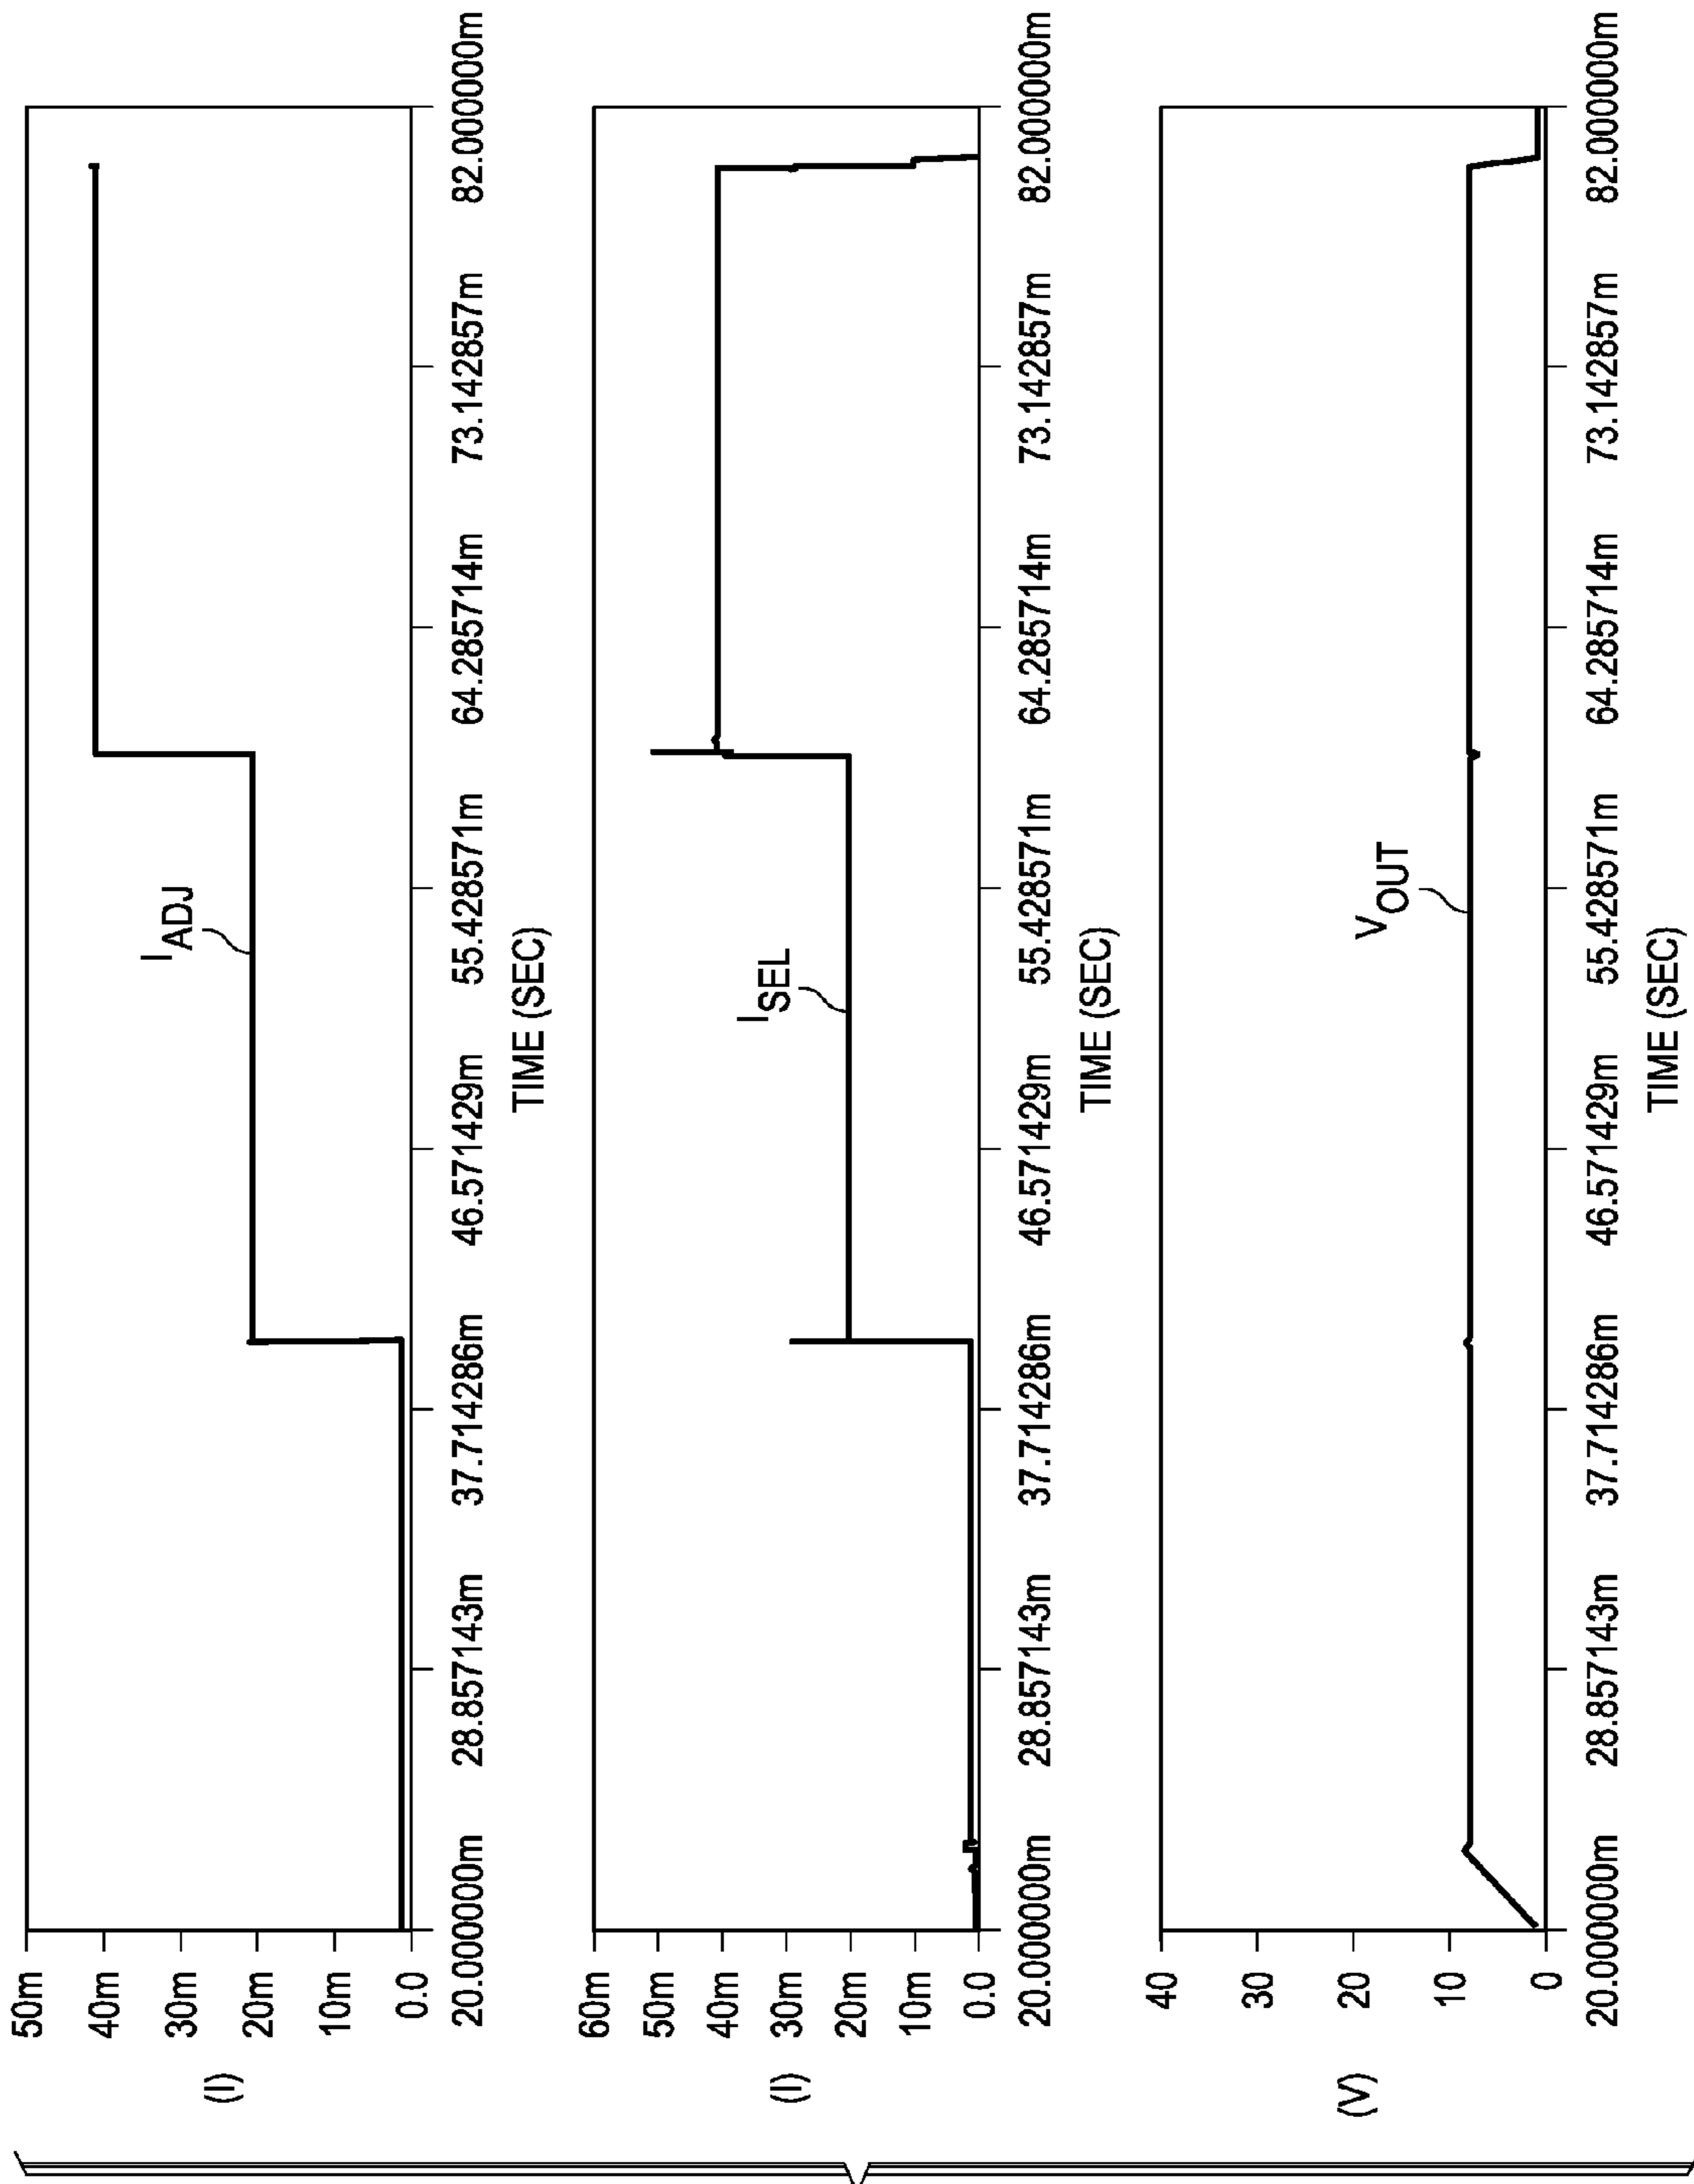 50m
40m
30m
20m
10m
0.0
(I)
I_ADJ
20.000000m 28.857143m 37.714286m 46.571429m 55.428571m 64.285714m 73.142857m 82.000000m
TIME (SEC)
60m
50m
40m
30m
20m
10m
0.0
(I)
I_SEL
20.000000m 28.857143m 37.714286m 46.571429m 55.428571m 64.285714m 73.142857m 82.000000m
TIME (SEC)
40
30
20
10
0
(V)
V_OUT
20.000000m 28.857143m 37.714286m 46.571429m 55.428571m 64.285714m 73.142857m 82.000000m
TIME (SEC)